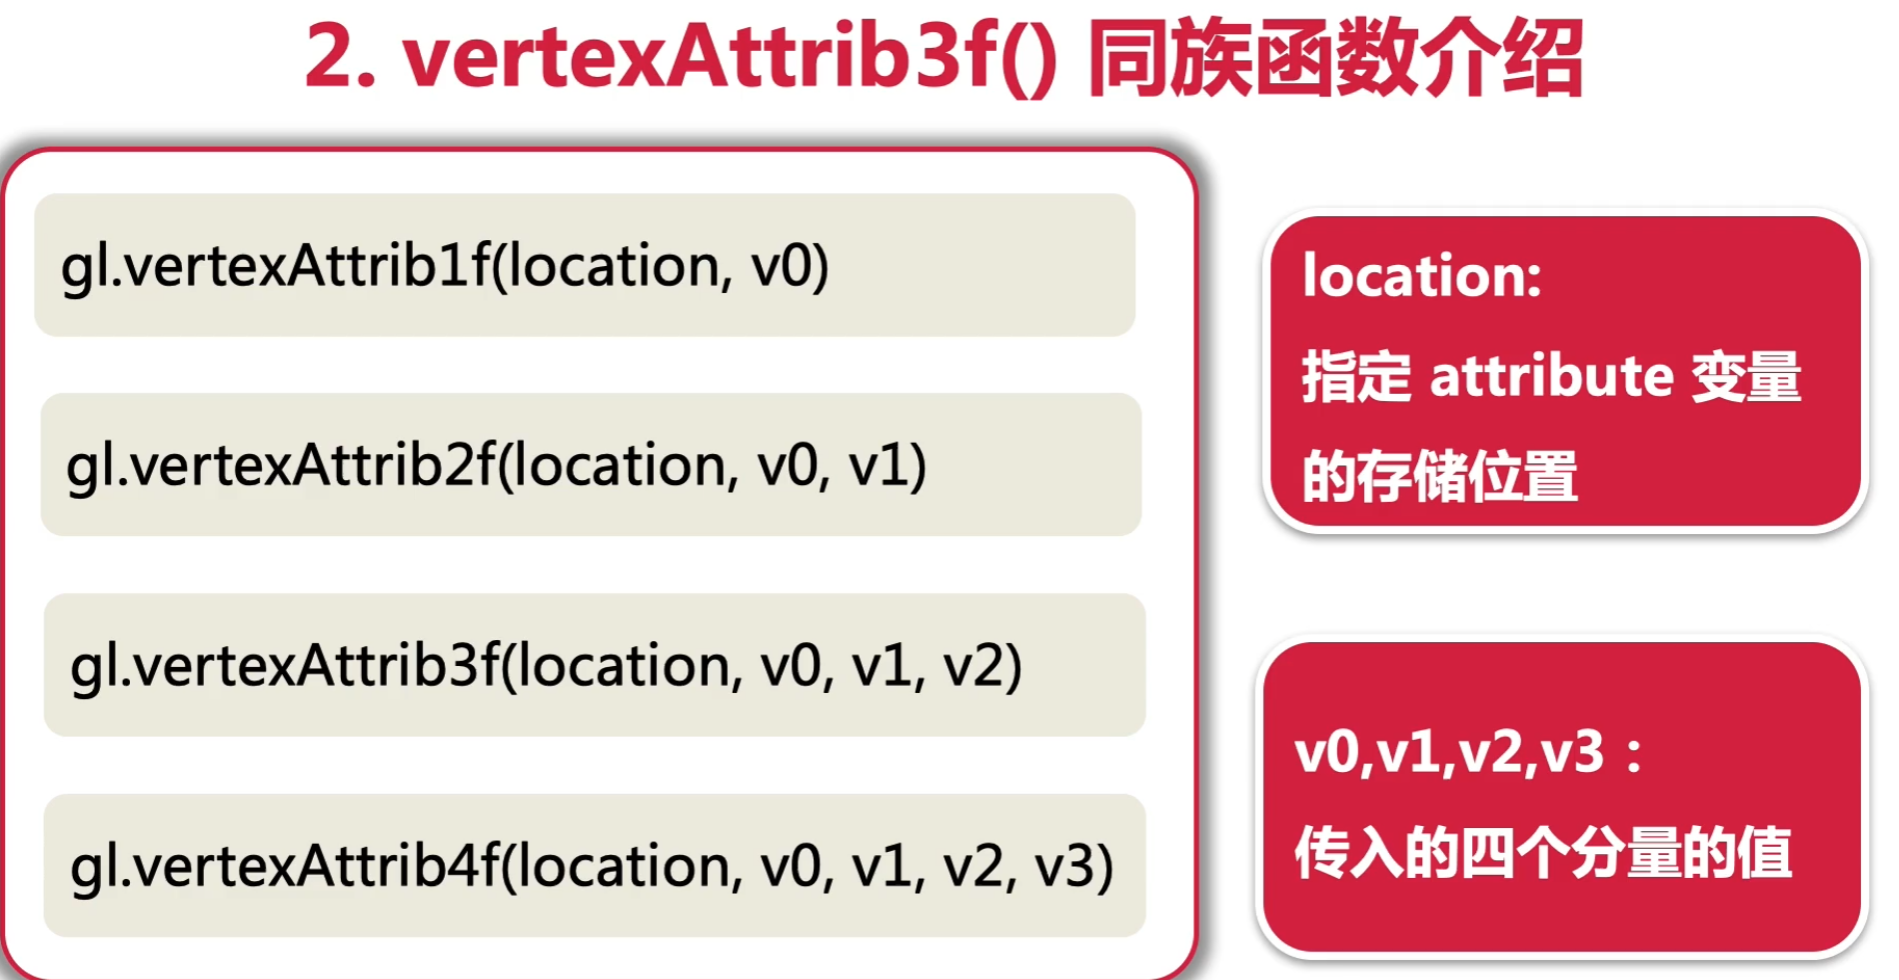 2. vertexAttrib3f() 同族函数介绍
gl.vertexAttrib1f(location, v0)
gl.vertexAttrib2f(location, v0, v1)
gl.vertexAttrib3f(location, v0, v1, v2)
gl.vertexAttrib4f(location, v0, v1, v2, v3)
location:
指定 attribute 变量
的存储位置
v0,v1,v2,v3：
传入的四个分量的值